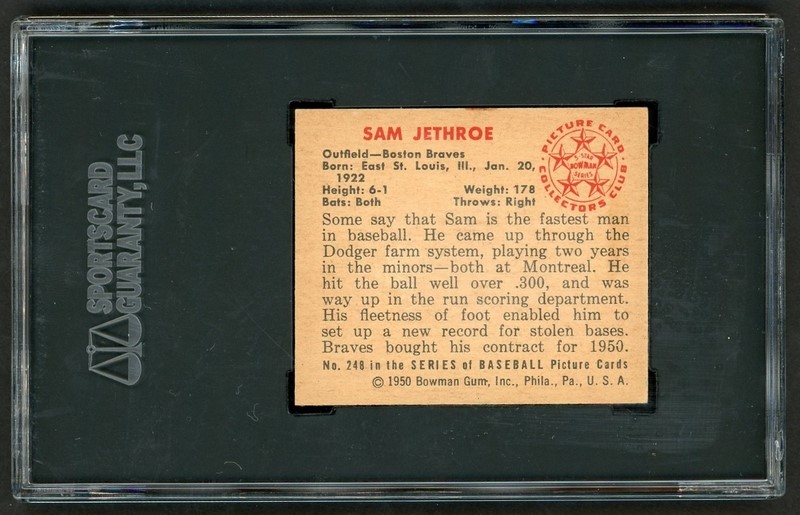 SPORTSCARD
GUARANTY, LLC
SAM JETHROE
Outfield—Boston Braves
Born: East St. Louis, Ill., Jan. 20,
1922
Height: 6-1 Weight: 178
Bats: Both Throws: Right
PICTURE CARD
COLLECTORS CLUB
5 STAR
BOWMAN
SERIES
Some say that Sam is the fastest man
in baseball. He came up through the
Dodger farm system, playing two years
in the minors—both at Montreal. He
hit the ball well over .300, and was
way up in the run scoring department.
His fleetness of foot enabled him to
set up a new record for stolen bases.
Braves bought his contract for 1950.
No. 248 in the SERIES of BASEBALL Picture Cards
© 1950 Bowman Gum, Inc., Phila., Pa., U. S. A.